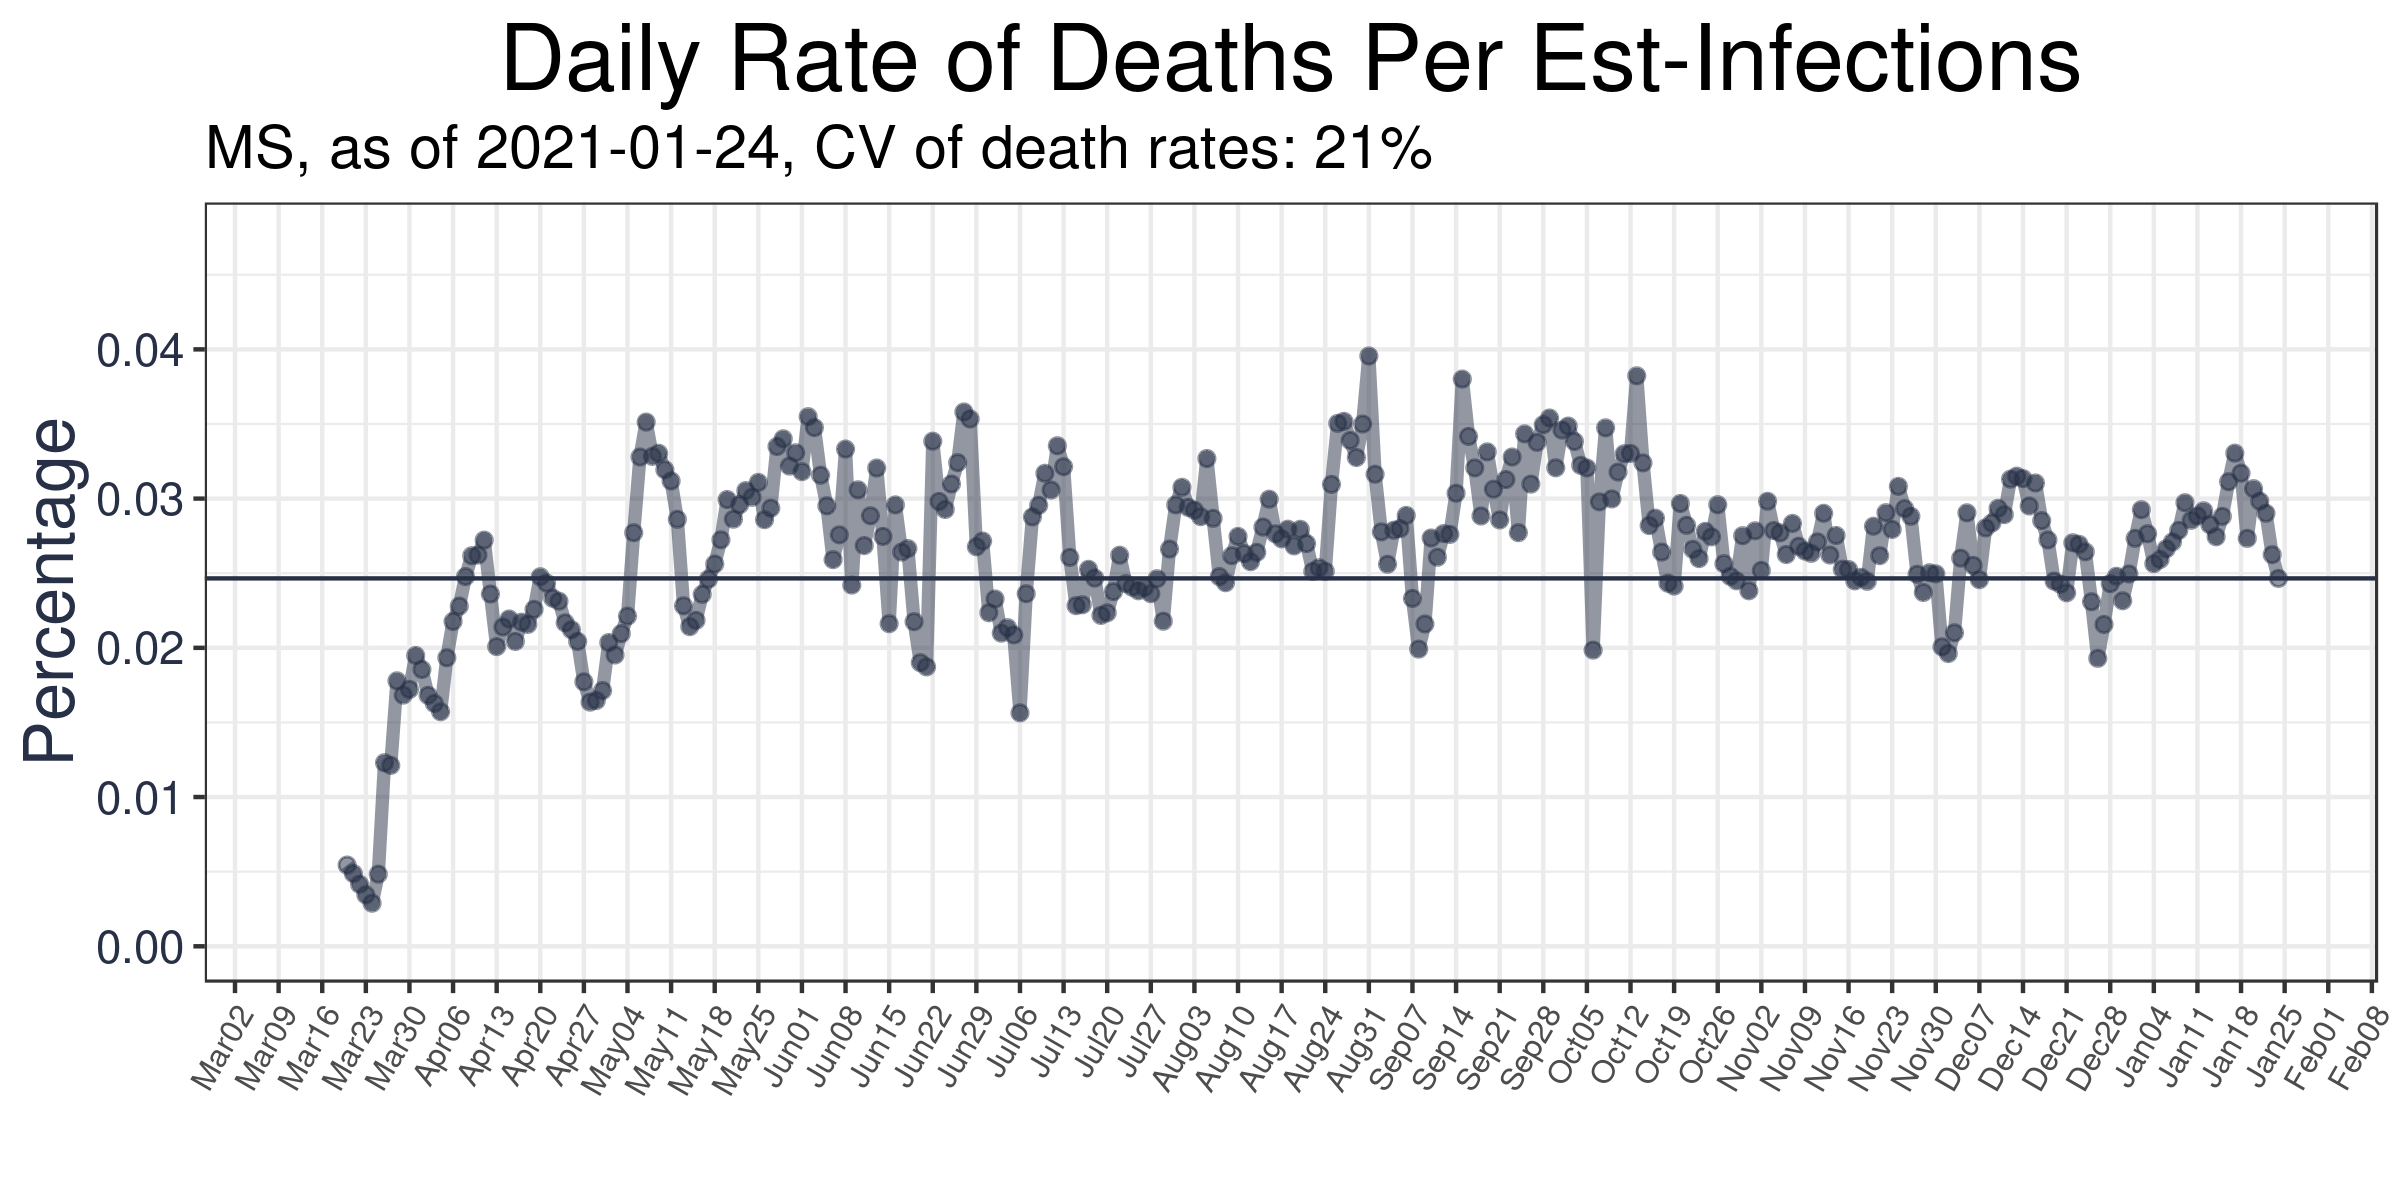 Daily Rate of Deaths Per Est-Infections
MS, as of 2021-01-24, CV of death rates: 21%
Percentage
0.04
0.03
0.02
0.01
0.00
Mar02
Mar09
Mar16
Mar23
Mar30
Apr06
Apr13
Apr20
Apr27
May04
May11
May18
May25
Jun01
Jun08
Jun15
Jun22
Jun29
Jul06
Jul13
Jul20
Jul27
Aug03
Aug10
Aug17
Aug24
Aug31
Sep07
Sep14
Sep21
Sep28
Oct05
Oct12
Oct19
Oct26
Nov02
Nov09
Nov16
Nov23
Nov30
Nov07
Dec07
Dec14
Dec21
Dec28
Jan04
Jan11
Jan18
Jan25
Feb01
Feb08